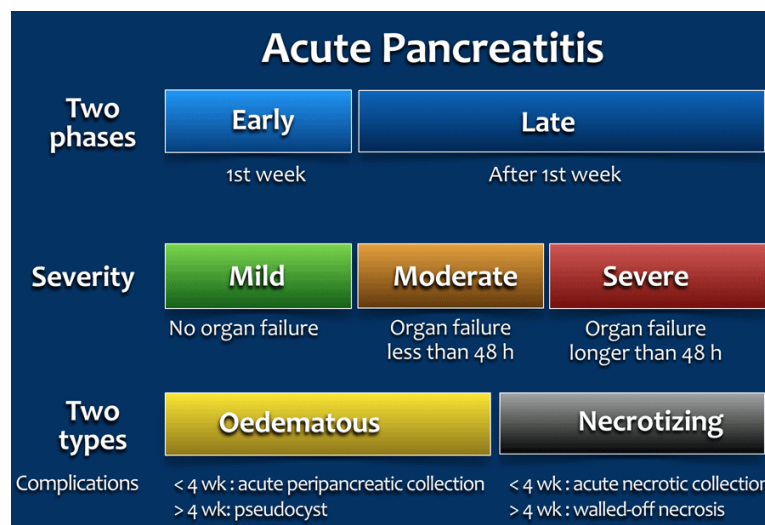 Acute Pancreatitis
Two phases
Early
Late
1st week
After 1st week
Severity
Mild
Moderate
Severe
No organ failure
Organ failure
less than 48 h
Organ failure
longer than 48 h
Two
types
Oedematous
Necrotizing
Complications
< 4 wk : acute peripancreatic collection
> 4 wk: pseudocyst
< 4 wk : acute necrotic collection
> 4 wk : walled-off necrosis